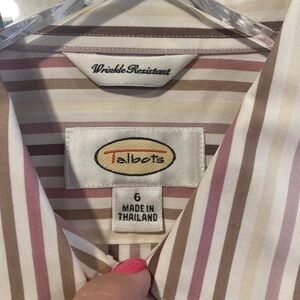 Wrinkle Resistant
Talbots
6
MADE IN
THAILAND